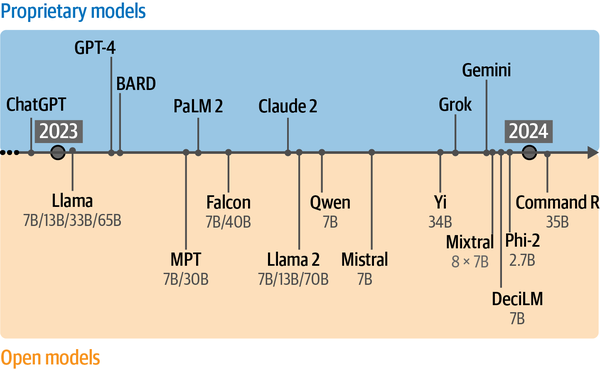 Proprietary models
GPT-4
BARD
Gemini
ChatGPT
PaLM 2
Claude 2
Grok
2023
2024
Llama
7B/13B/33B/65B
Falcon
7B/40B
Qwen
7B
Yi
34B
Command R
35B
Mixtral
8 × 7B
Phi-2
2.7B
MPT
7B/30B
Llama 2
7B/13B/70B
Mistral
7B
DeciLM
7B
Open models